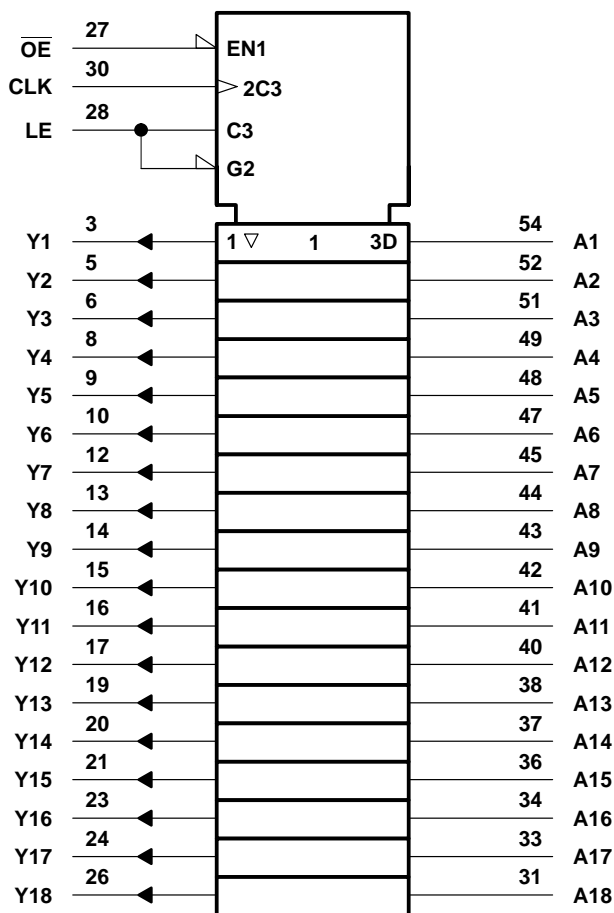 27
OE EN1
30
CLK 2C3
28
LE C3
G2
3 54
Y1 1 ▽ 1 3D A1
5 52
Y2 A2
6 51
Y3 A3
8 49
Y4 A4
9 48
Y5 A5
10 47
Y6 A6
12 45
Y7 A7
13 44
Y8 A8
14 43
Y9 A9
15 42
Y10 A10
16 41
Y11 A11
17 40
Y12 A12
19 38
Y13 A13
20 37
Y14 A14
21 36
Y15 A15
23 34
Y16 A16
24 33
Y17 A17
26 31
Y18 A18